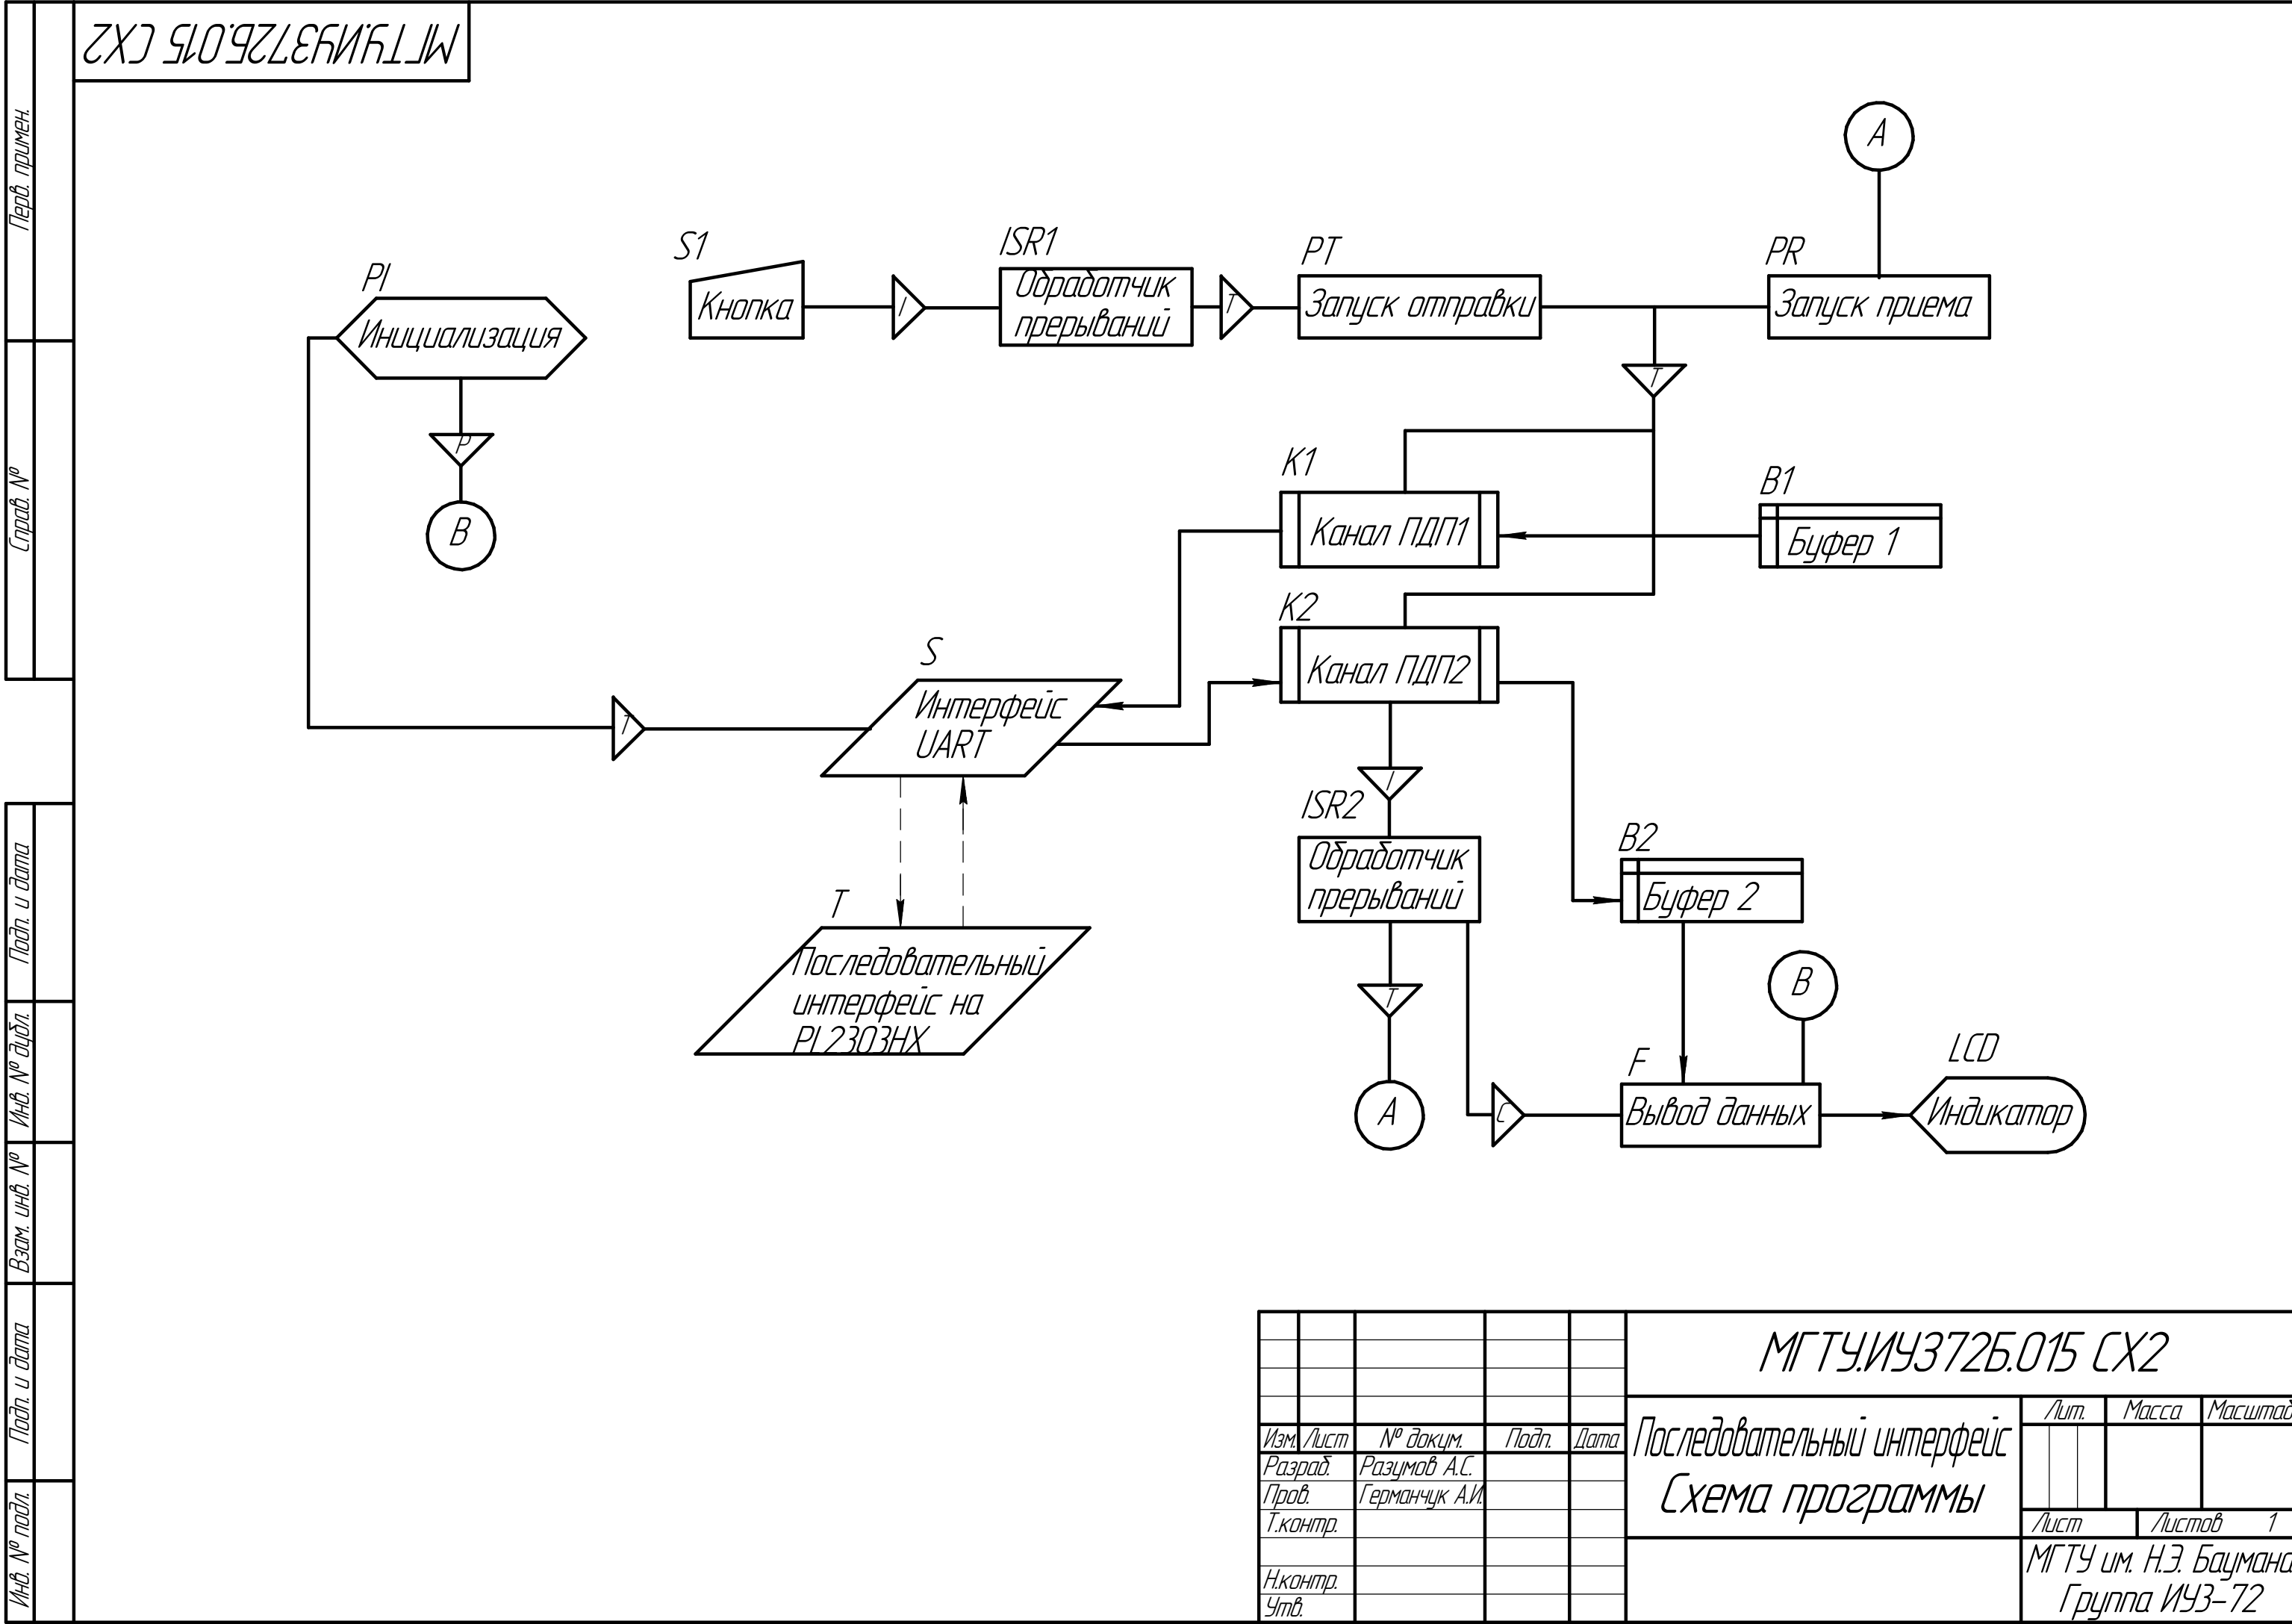 МГТУ.ИУ372Б.015 СХ2
Перв. примен.
Справ. №
Подп. и дата
Инв. № дубл.
Взам. инв. №
Подп. и дата
Инв. № подл.
A
S1
Кнопка
I
ISR1
Обработчик
прерываний
T
PT
Запуск отправки
PR
Запуск приема
T
PI
Инициализация
P
B
K1
Канал ПДП1
B1
Буфер 1
K2
Канал ПДП2
S
Интерфейс
UART
T
I
ISR2
Обработчик
прерываний
B2
Буфер 2
T
Последовательный
интерфейс на
PL2303HX
T
A
B
C
F
Вывод данных
LCD
Индикатор
МГТУ.ИУ372Б.015 СХ2
Изм. Лист № докум. Подп. Дата
Разраб. Разумов А.С.
Пров. Германчук А.И.
Т.контр.
Н.контр.
Утв.
Последовательный интерфейс
Схема программы
Лит. Масса Масштаб
Лист Листов 1
МГТУ им. Н.Э. Баумана
Группа ИУ3-72